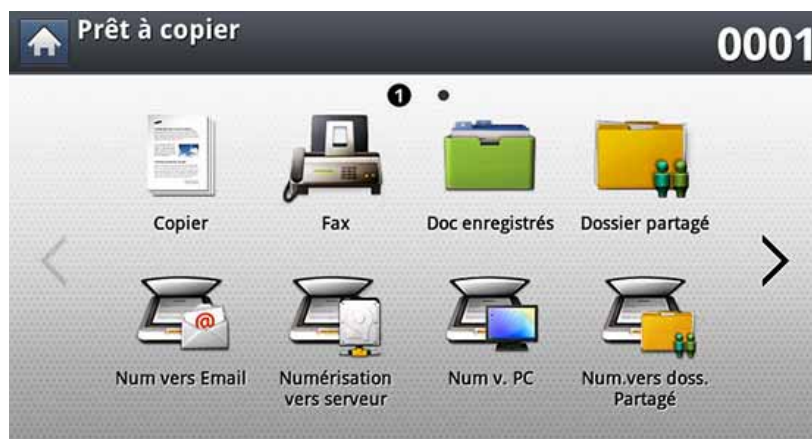 Prêt à copier
0001
1
Copier
Fax
Doc enregistrés
Dossier partagé
@
Num vers Email
Numérisation
vers serveur
Num v. PC
Num.vers doss.
Partagé